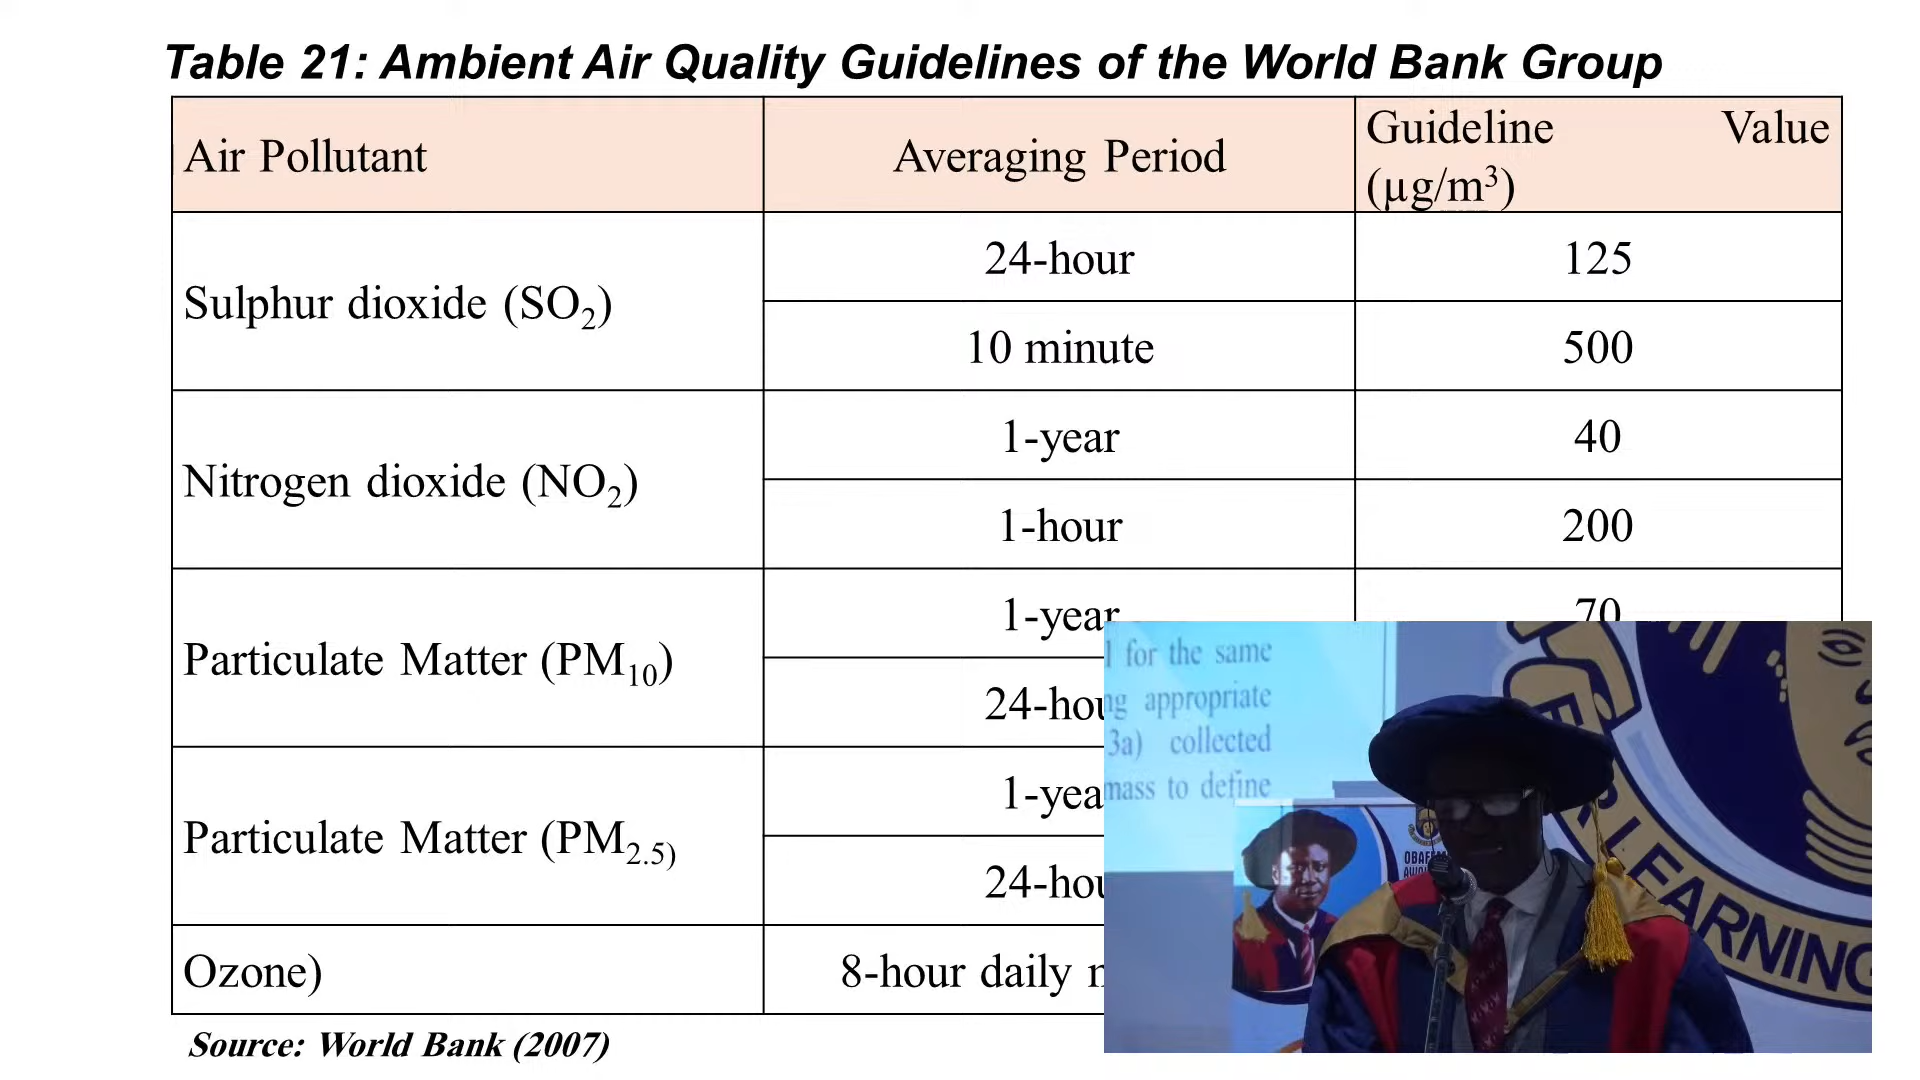 Table 21: Ambient Air Quality Guidelines of the World Bank Group
Air Pollutant Averaging Period Guideline Value
(µg/m³)
Sulphur dioxide (SO₂) 24-hour 125
10 minute 500
Nitrogen dioxide (NO₂) 1-year 40
1-hour 200
Particulate Matter (PM₁₀) 1-year 70
24-hou
Particulate Matter (PM₂.₅) 1-yea
24-hou
Ozone) 8-hour daily
Source: World Bank (2007)
for the same
ng appropriate
3a) collected
mass to define
LEARNING